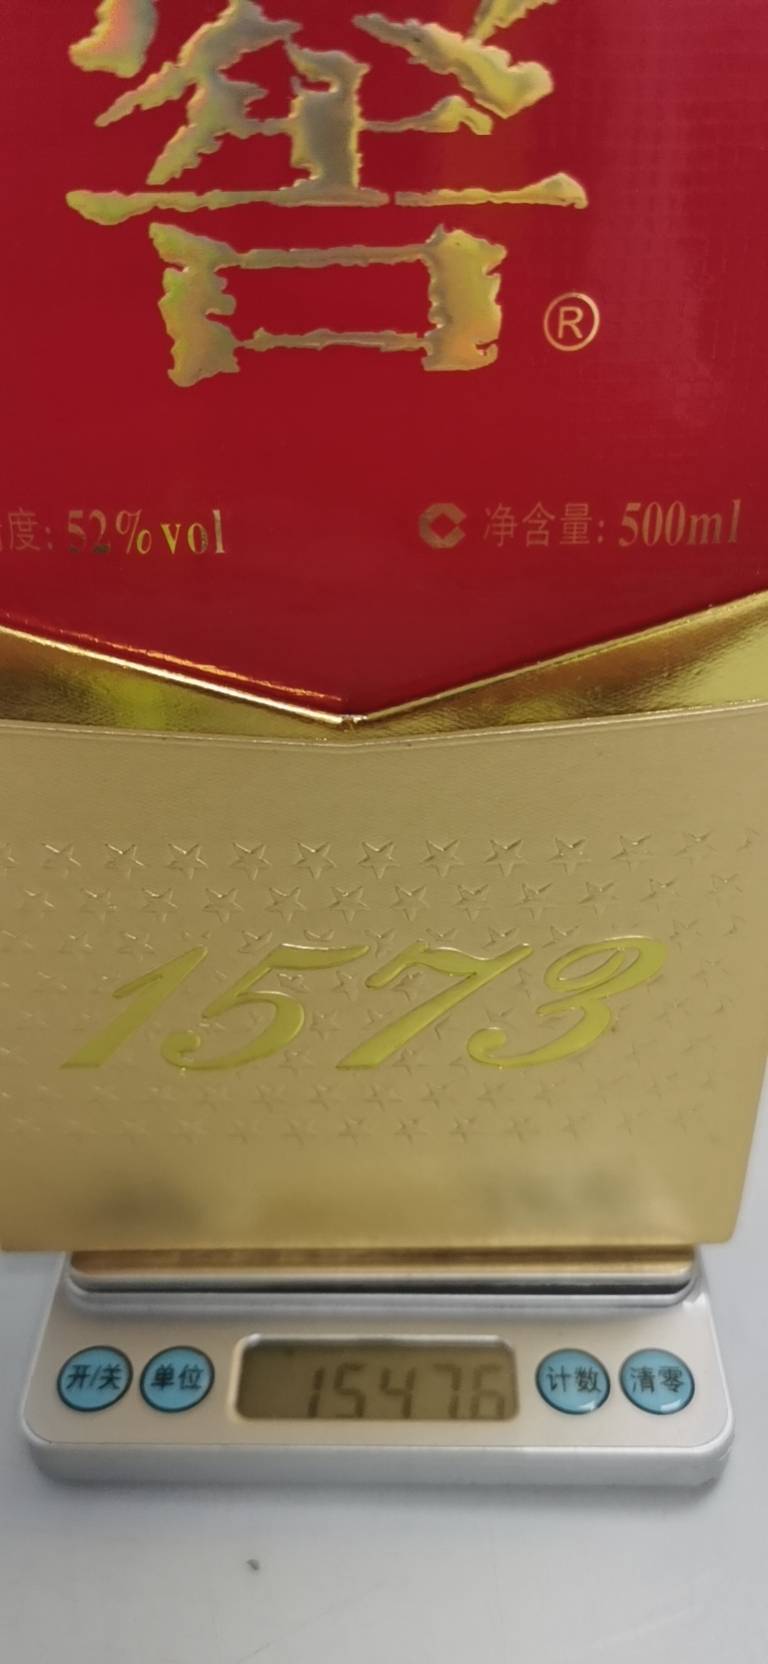 窖
®
度: 52%vol
净含量: 500ml
1573
开/关
单位
1547.6
计数
清零